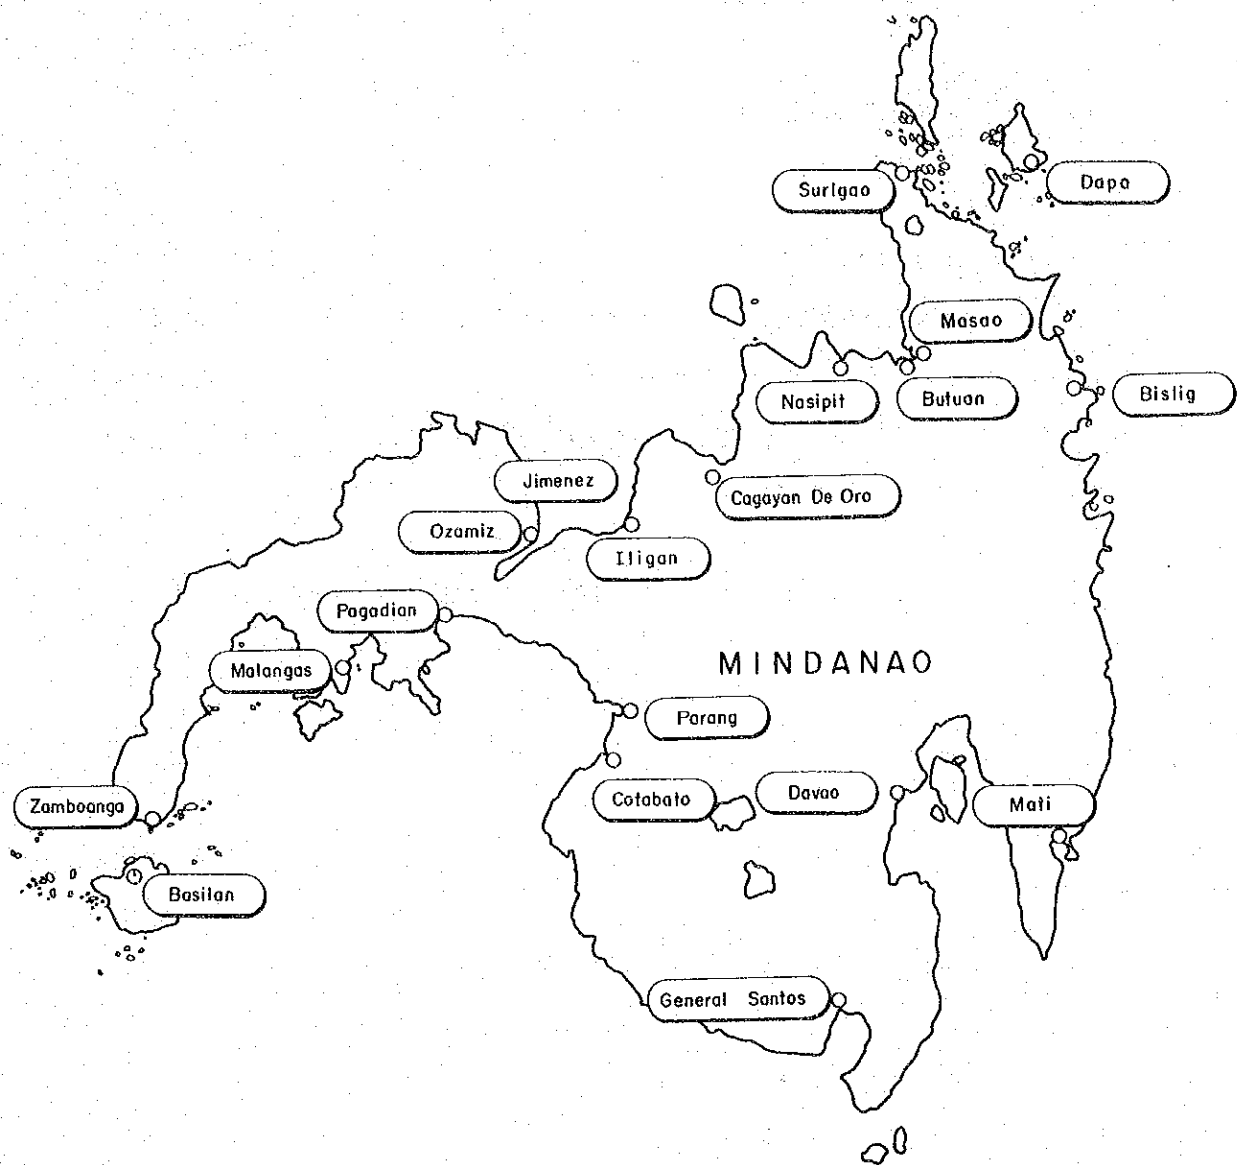 Surigao
Dapa
Masao
Nasipit
Butuan
Bislig
Jimenez
Cagayan De Oro
Ozamiz
Iligan
Pagadian
Malangas
MINDANAO
Parang
Zamboanga
Cotabato
Davao
Mati
Basilan
General Santos